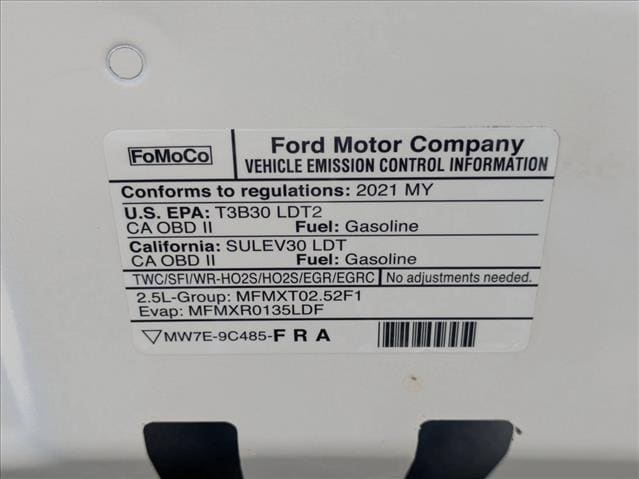 FoMoCo
Ford Motor Company
VEHICLE EMISSION CONTROL INFORMATION
Conforms to regulations: 2021 MY
U.S. EPA: T3B30 LDT2
CA OBD II Fuel: Gasoline
California: SULEV30 LDT
CA OBD II Fuel: Gasoline
TWC/SFI/WR-HO2S/HO2S/EGR/EGRC No adjustments needed.
2.5L-Group: MFMXT02.52F1
Evap: MFMXR0135LDF
MW7E-9C485-F R A